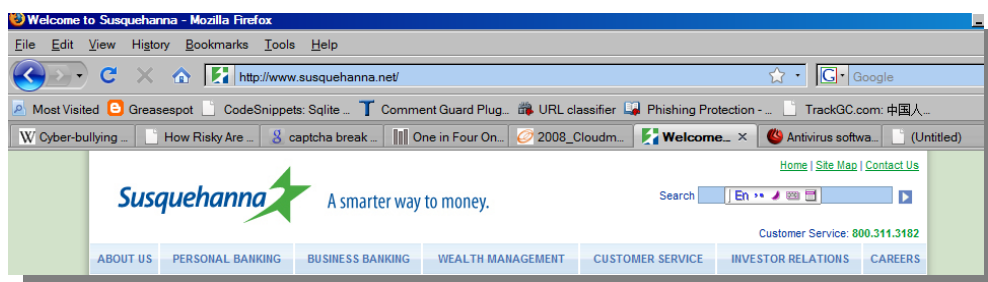 Welcome to Susquehanna - Mozilla Firefox
File Edit View History Bookmarks Tools Help
http://www.susquehanna.net/ G Google
Most Visited Greasespot CodeSnippets: Sqlite ... Comment Guard Plug... URL classifier Phishing Protection - ... TrackGC.com: 中国人...
W Cyber-bullying ... How Risky Are ... captcha break ... One in Four On... 2008_Cloudm... Welcome... × Antivirus softwa... (Untitled)
Home | Site Map | Contact Us
Susquehanna A smarter way to money.
Search En
Customer Service: 800.311.3182
ABOUT US PERSONAL BANKING BUSINESS BANKING WEALTH MANAGEMENT CUSTOMER SERVICE INVESTOR RELATIONS CAREERS